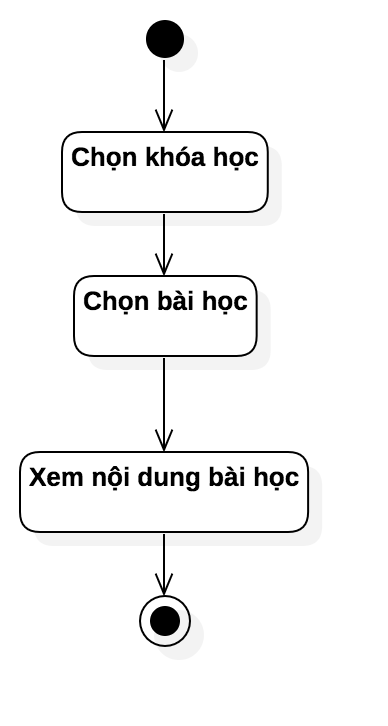 Chọn khóa học
Chọn bài học
Xem nội dung bài học